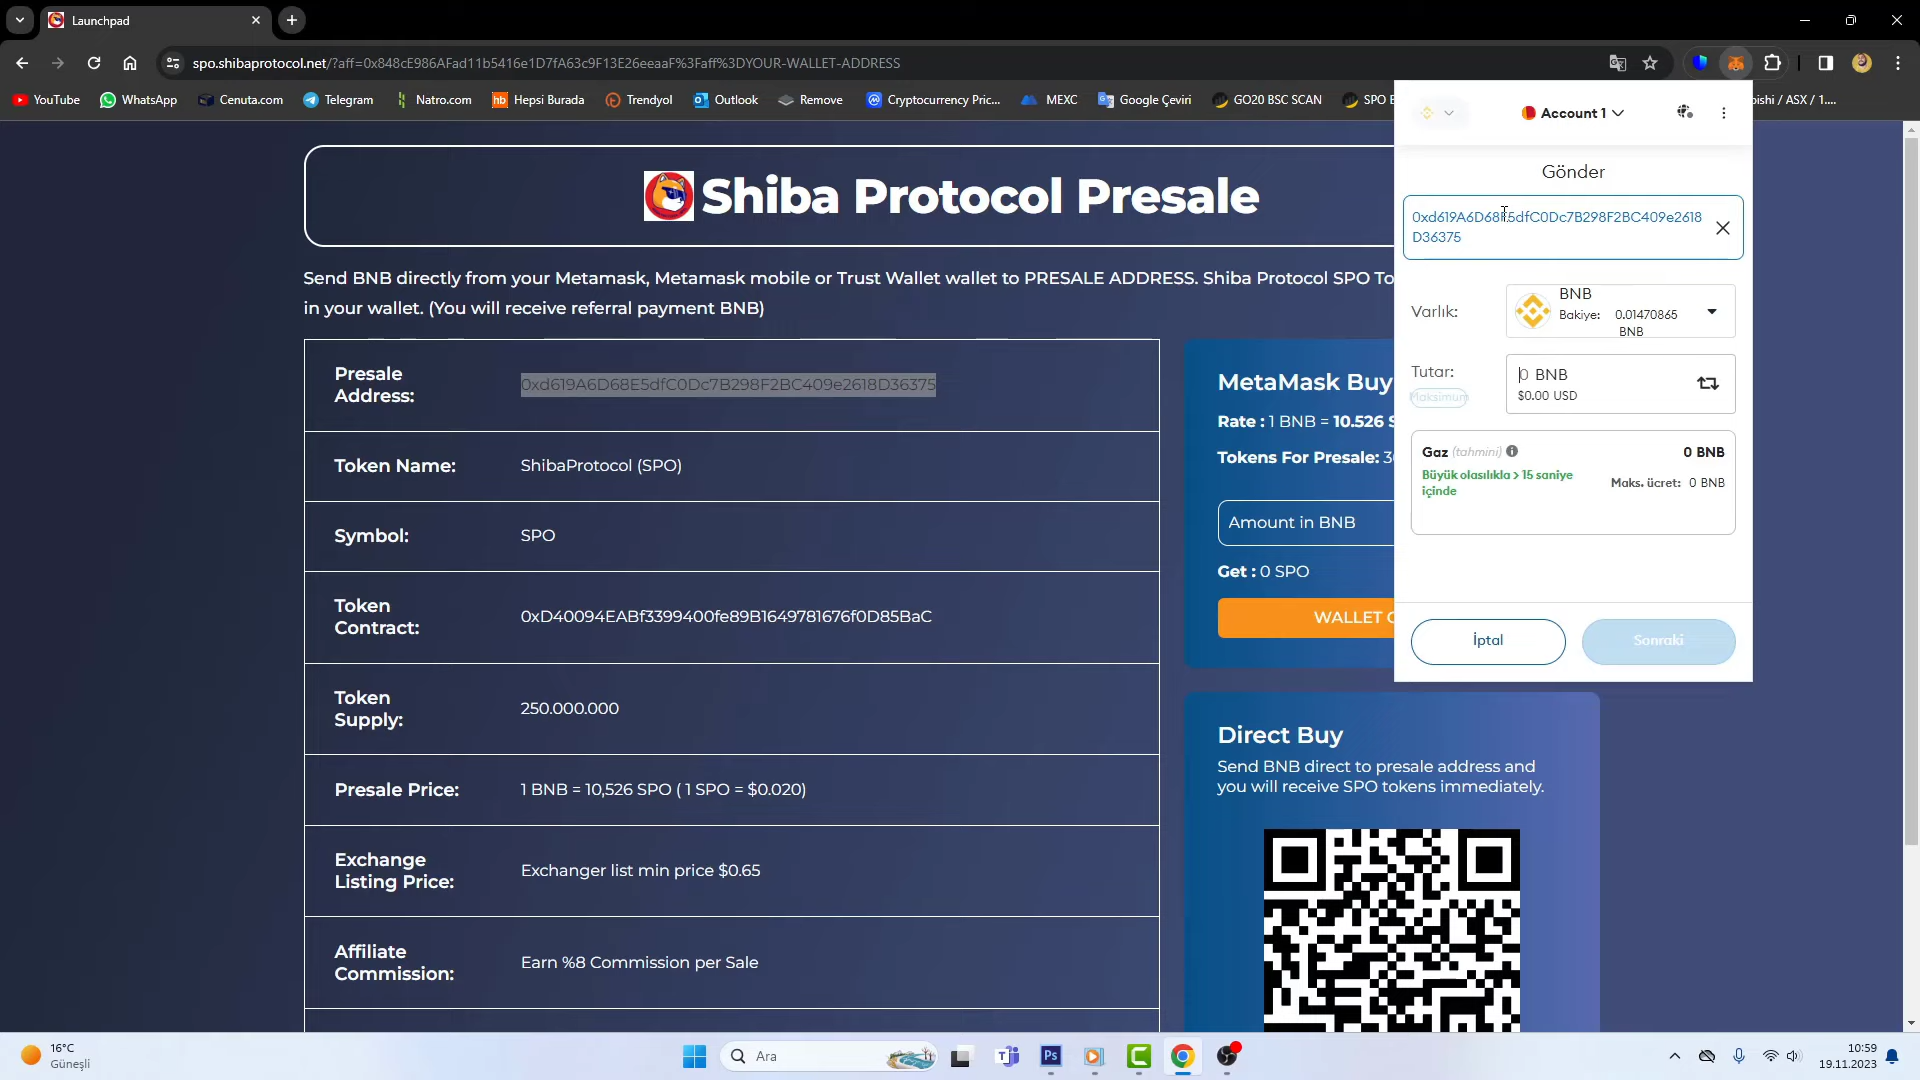 Launchpad
spo.shibaprotocol.net/?aff=0x848cE986AFad11b5416e1D7fA63c9F13E26eeaaF%3Faff%3DYOUR-WALLET-ADDRESS
YouTube
WhatsApp
Cenuta.com
Telegram
Natro.com
Hepsi Burada
Trendyol
Outlook
Remove
Cryptocurrency Pric...
MEXC
Google Çeviri
GO20 BSC SCAN
SPO
bishi / ASX / 1....
Shiba Protocol Presale
Send BNB directly from your Metamask, Metamask mobile or Trust Wallet wallet to PRESALE ADDRESS. Shiba Protocol SPO To
in your wallet. (You will receive referral payment BNB)
Presale
Address:
0xd619A6D68E5dfC0Dc7B298F2BC409e2618D36375
Token Name:
ShibaProtocol (SPO)
Symbol:
SPO
Token
Contract:
0xD40094EABf3399400fe89B1649781676f0D85BaC
Token
Supply:
250.000.000
Presale Price:
1 BNB = 10,526 SPO ( 1 SPO = $0.020)
Exchange
Listing Price:
Exchanger list min price $0.65
Affiliate
Commission:
Earn %8 Commission per Sale
MetaMask Buy
Rate : 1 BNB = 10.526
Tokens For Presale:
Amount in BNB
Get : 0 SPO
WALLET
Direct Buy
Send BNB direct to presale address and
you will receive SPO tokens immediately.
Account 1
Gönder
0xd619A6D68E5dfC0Dc7B298F2BC409e2618
D36375
Varlık:
BNB
Bakiye: 0.01470865
BNB
Tutar:
Maksimum
0 BNB
$0.00 USD
Gaz (tahmini)
0 BNB
Büyük olasılıkla > 15 saniye
içinde
Maks. ücret: 0 BNB
İptal
Sonraki
16°C
Güneşli
Ara
Ps
10:59
19.11.2023